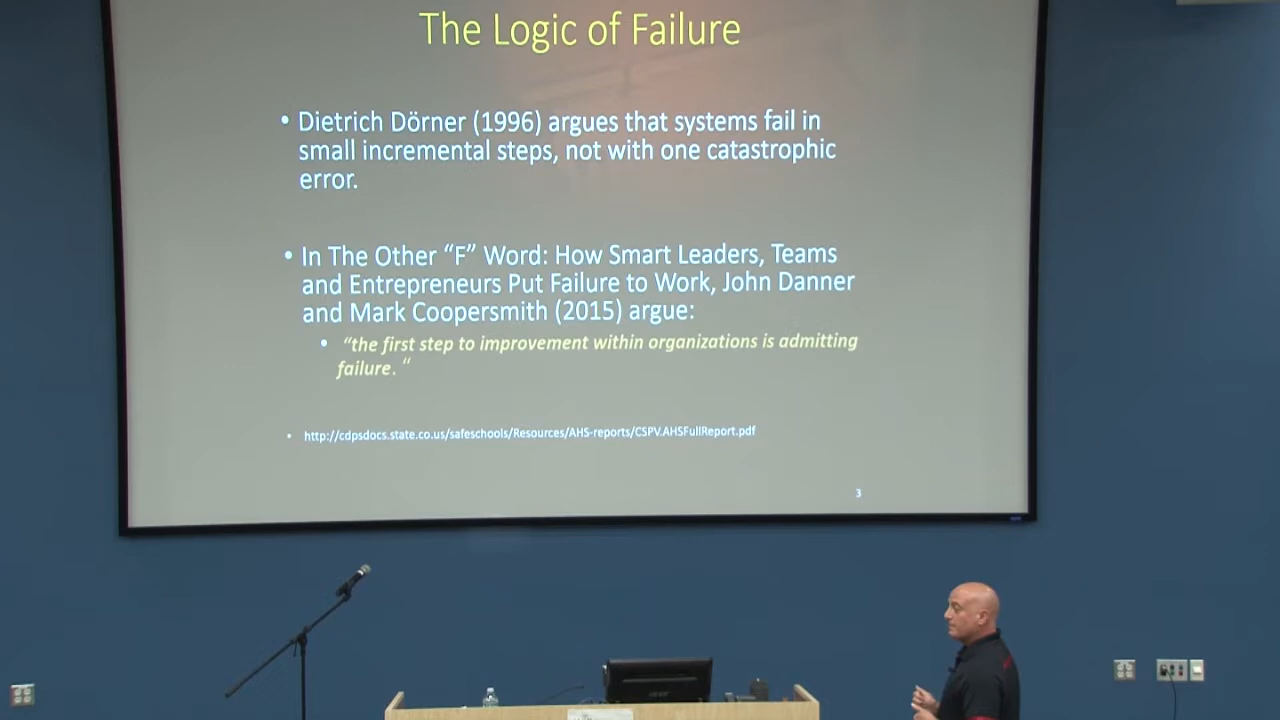 The Logic of Failure
• Dietrich Dörner (1996) argues that systems fail in
small incremental steps, not with one catastrophic
error.
• In The Other “F” Word: How Smart Leaders, Teams
and Entrepreneurs Put Failure to Work, John Danner
and Mark Coopersmith (2015) argue:
• “the first step to improvement within organizations is admitting
failure. “
• http://cdpsdocs.state.co.us/safeschools/Resources/AHS-reports/CSPV.AHSFullReport.pdf
3
acer